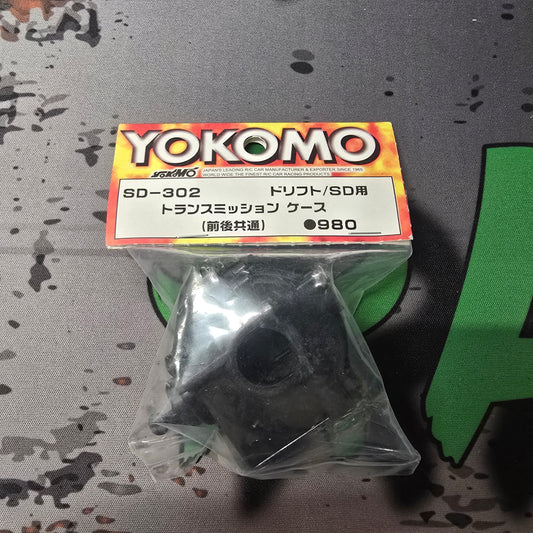 YOKOMO
YOKOMO JAPAN'S LEADING R/C CAR MANUFACTURER & EXPORTER SINCE 1965
WORLD WIDE THE FINEST R/C CAR RACING PRODUCTS
SD-302 ドリフト/SD用
トランスミッション ケース
(前後共通) ●980